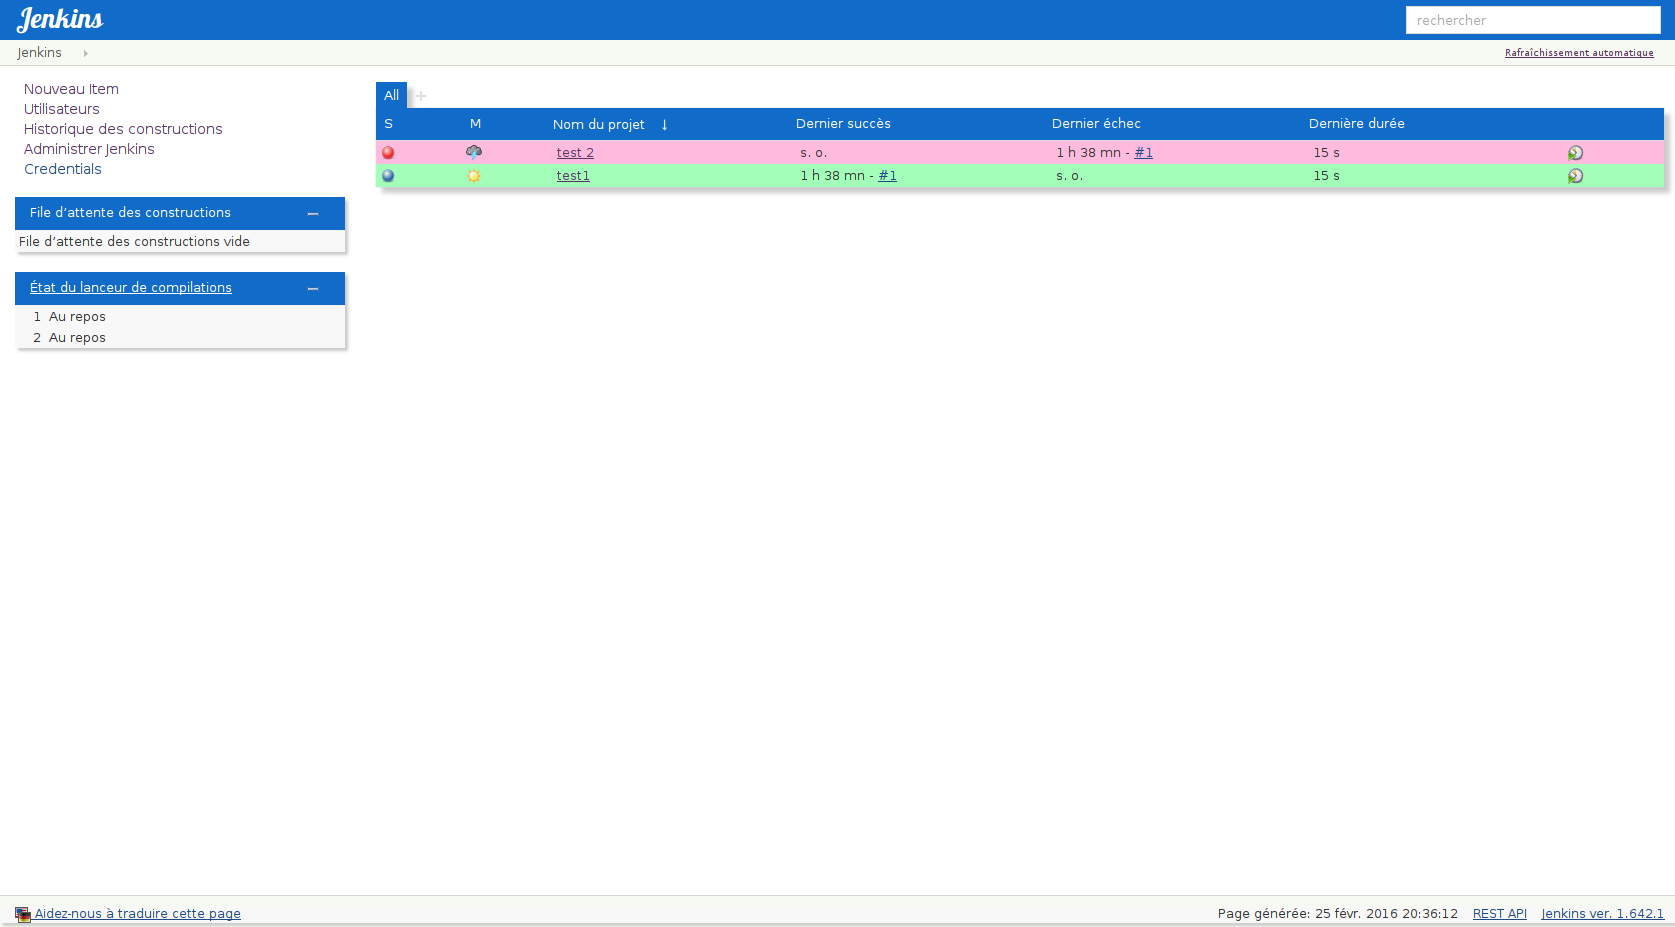 Jenkins
rechercher
Jenkins
Rafraîchissement automatique
Nouveau Item
Utilisateurs
Historique des constructions
Administrer Jenkins
Credentials
File d’attente des constructions
File d’attente des constructions vide
État du lanceur de compilations
1 Au repos
2 Au repos
All +
S M Nom du projet ↓ Dernier succès Dernier échec Dernière durée
test 2 s. o. 1 h 38 mn - #1 15 s
test1 1 h 38 mn - #1 s. o. 15 s
Aidez-nous à traduire cette page
Page générée: 25 févr. 2016 20:36:12 REST API Jenkins ver. 1.642.1